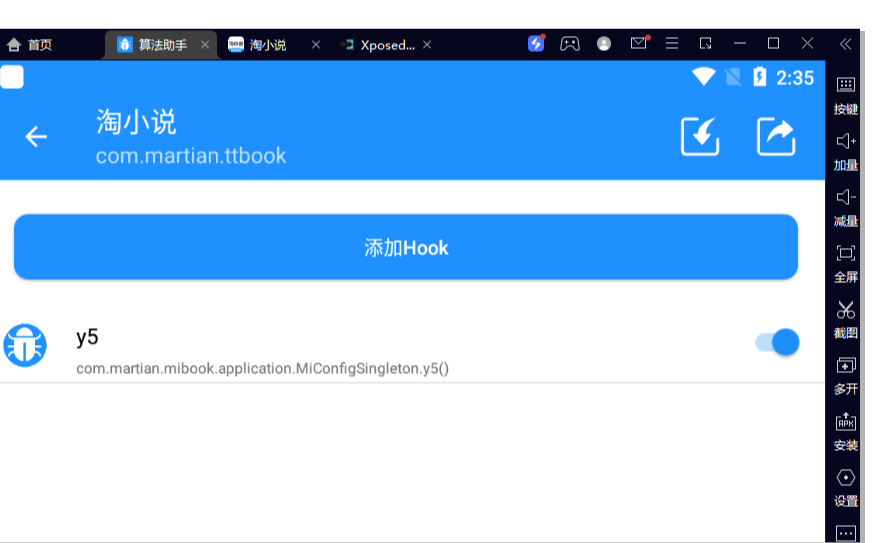 首页
算法助手
淘小说
Xposed...
2:35
淘小说
com.martian.ttbook
添加Hook
y5
com.martian.mibook.application.MiConfigSingleton.y5()
按键
加量
减量
全屏
截图
多开
APK
安装
设置